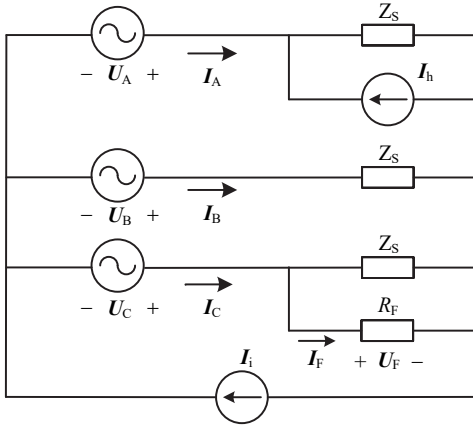 Z_S
− U_A + I_A I_h
Z_S
− U_B + I_B
Z_S
− U_C + I_C R_F
I_i I_F + U_F −